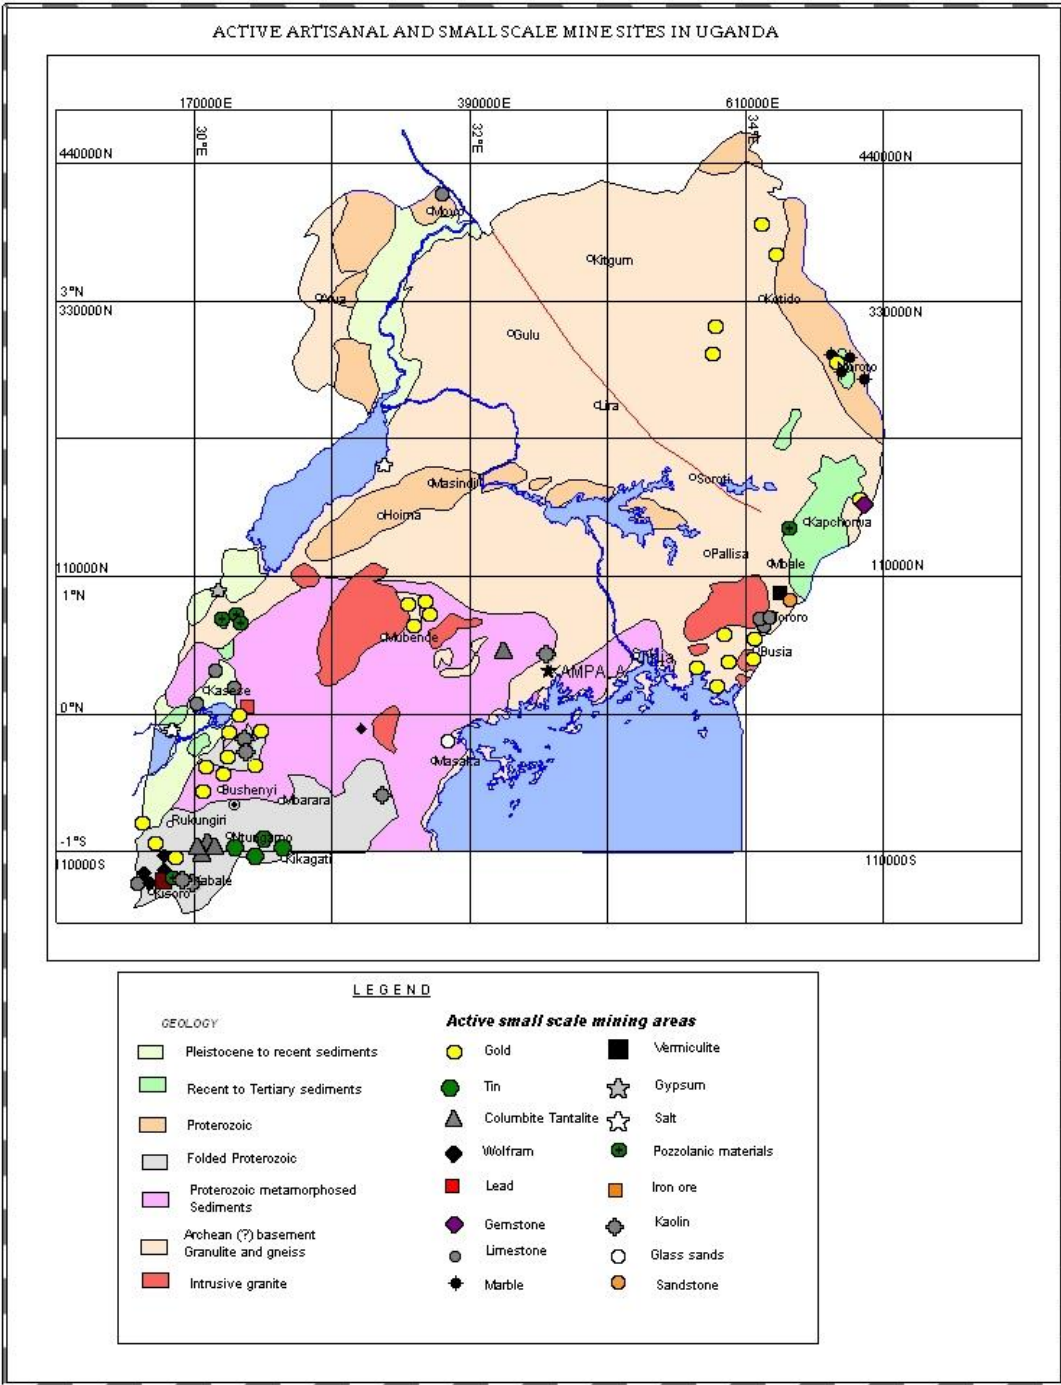 ACTIVE ARTISANAL AND SMALL SCALE MINE SITES IN UGANDA
170000E 390000E 610000E
30°E 32°E 34°E
440000N 440000N
Moyo
Kitgum
3°N
Arua Kotido
330000N 330000N
Gulu
Lira
Masindi Soroti
Hoima Kapchorwa
Pallisa
Mbale
110000N 110000N
1°N
Tororo
Mubende
Busia
Kasese
0°N
Masaka
Bushenyi
Mbarara
Rukungiri
Ntungamo
-1°S
Kikagati
110000S 110000S
Kabale
Kisoro
LEGEND
GEOLOGY
Pleistocene to recent sediments
Recent to Tertiary sediments
Proterozoic
Folded Proterozoic
Proterozoic metamorphosed
Sediments
Archean (?) basement
Granulite and gneiss
Intrusive granite
Active small scale mining areas
Gold
Tin
Columbite Tantalite
Wolfram
Lead
Gemstone
Limestone
Marble
Vermiculite
Gypsum
Salt
Pozzolanic materials
Iron ore
Kaolin
Glass sands
Sandstone